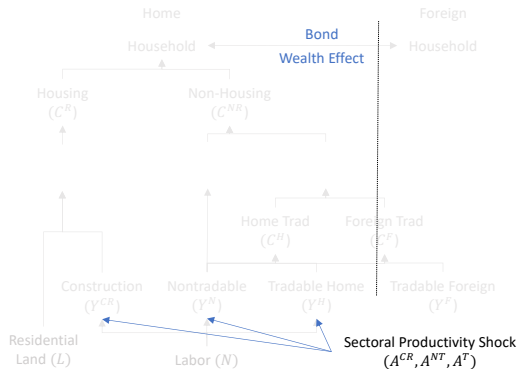 Home Foreign
Household Bond Household
Wealth Effect
Housing Non-Housing
(C^R) (C^{NR})
Home Trad Foreign Trad
(C^H) (C^F)
Construction Nontradable Tradable Home Tradable Foreign
(Y^{CR}) (Y^N) (Y^H) (Y^F)
Residential Sectoral Productivity Shock
Land (L) Labor (N) (A^{CR}, A^{NT}, A^T)